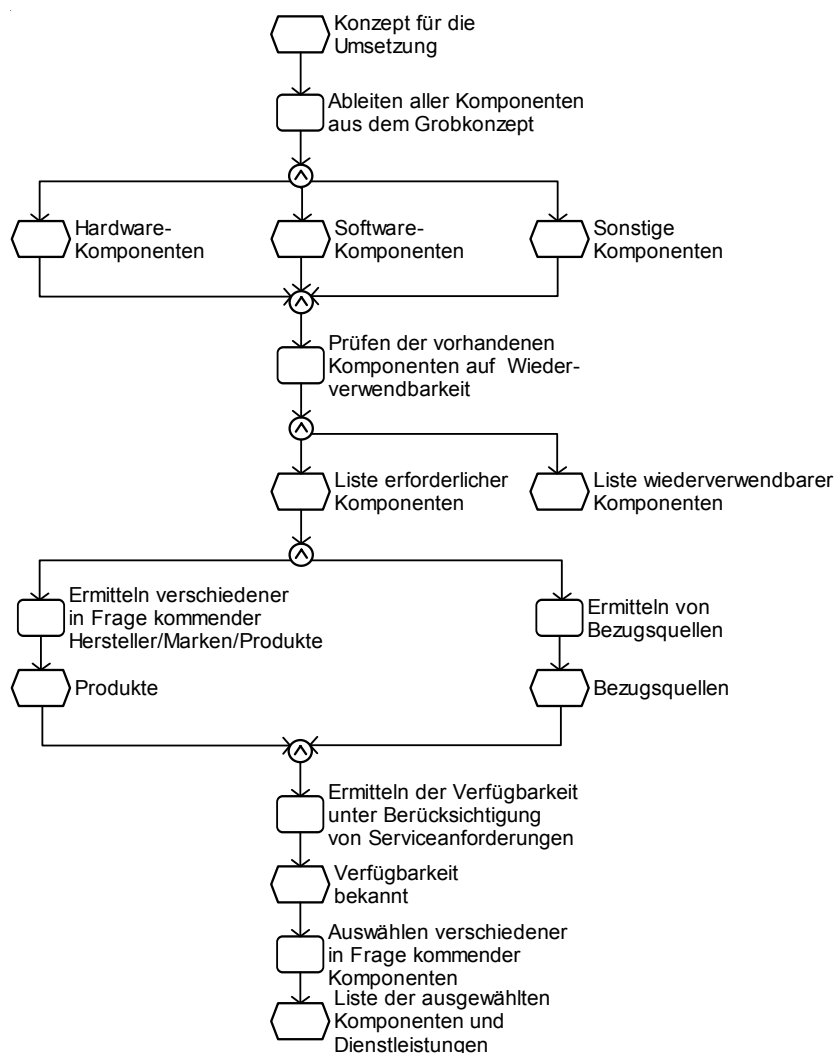 Konzept für die
Umsetzung
Ableiten aller Komponenten
aus dem Grobkonzept
Hardware-
Komponenten
Software-
Komponenten
Sonstige
Komponenten
Prüfen der vorhandenen
Komponenten auf Wieder-
verwendbarkeit
Liste erforderlicher
Komponenten
Liste wiederverwendbarer
Komponenten
Ermitteln verschiedener
in Frage kommender
Hersteller/Marken/Produkte
Ermitteln von
Bezugsquellen
Produkte
Bezugsquellen
Ermitteln der Verfügbarkeit
unter Berücksichtigung
von Serviceanforderungen
Verfügbarkeit
bekannt
Auswählen verschiedener
in Frage kommender
Komponenten
Liste der ausgewählten
Komponenten und
Dienstleistungen